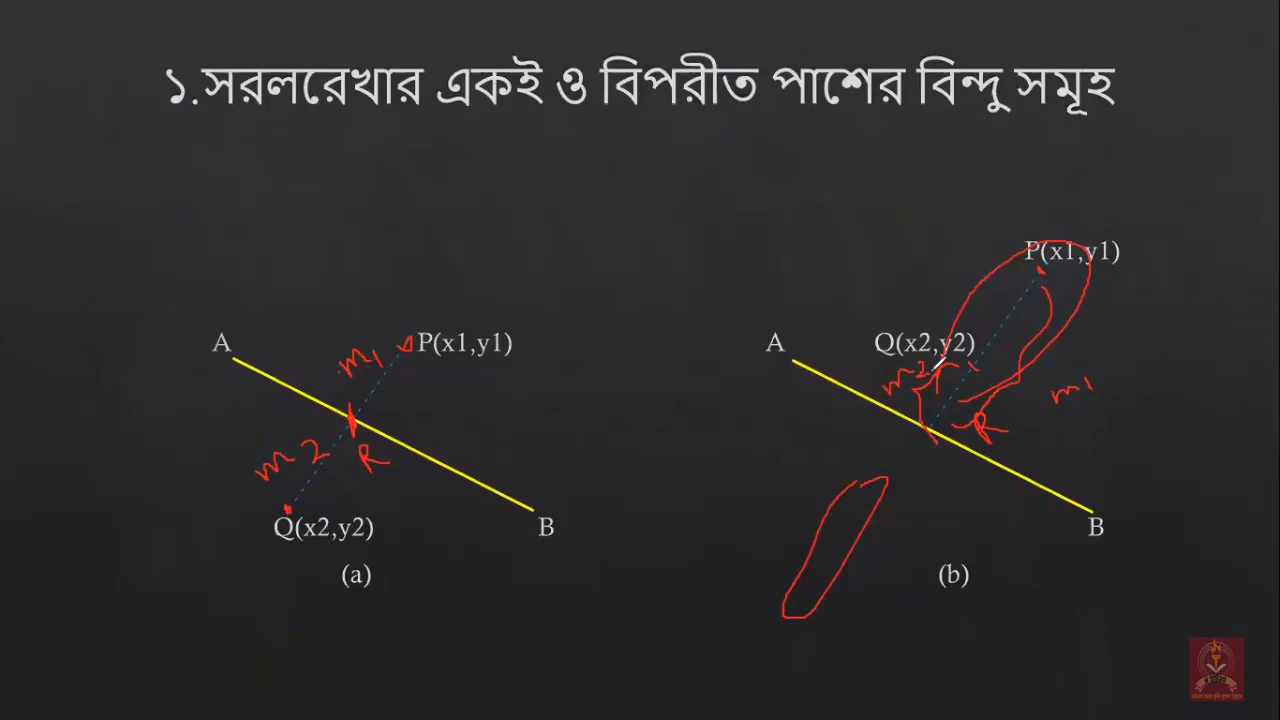 ১.সরলরেখার একই ও বিপরীত পাশের বিন্দু সমূহ
A
P(x1,y1)
m1
m2
R
Q(x2,y2)
B
(a)
P(x1,y1)
A
Q(x2,y2)
m2
m1
R
B
(b)